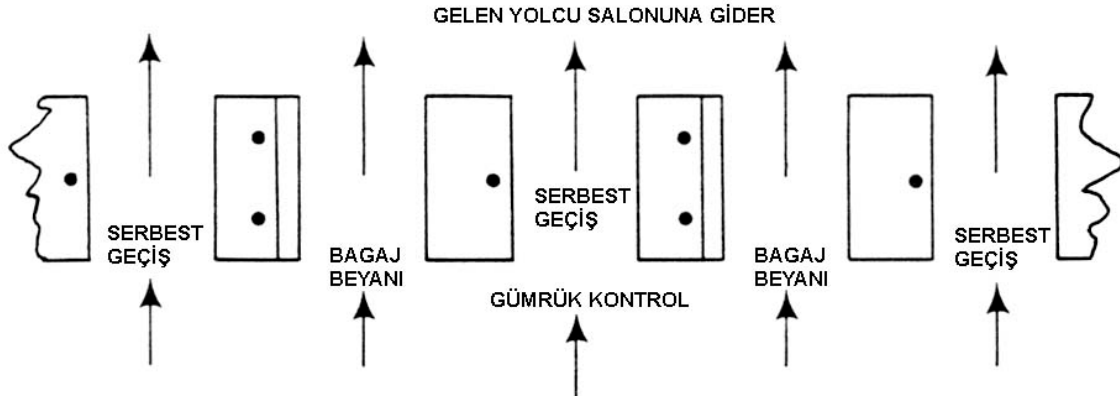 GELEN YOLCU SALONUNA GİDER
SERBEST
GEÇİŞ
BAGAJ
BEYANI
SERBEST
GEÇİŞ
BAGAJ
BEYANI
SERBEST
GEÇİŞ
GÜMRÜK KONTROL